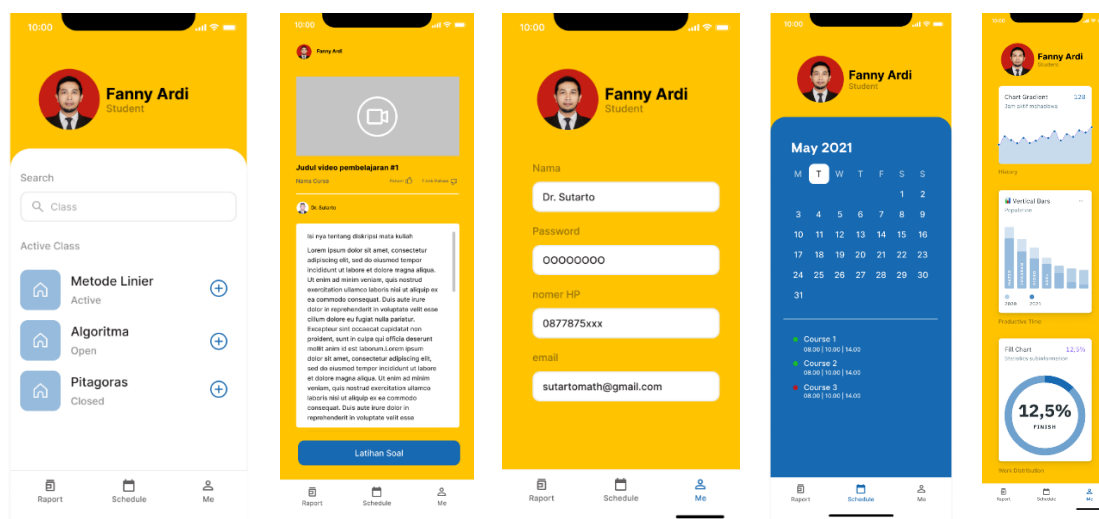 10:00
Fanny Ardi
Student
Search
Class
Active Class
Metode Linier
Active
Algoritma
Open
Pitagoras
Closed
Raport
Schedule
Me
Fanny Ardi
Judul video pembelajaran #1
Dr. Sutarto
Isi nya tentang diskripsi mata kuliah
Lorem ipsum dolor sit amet, consectetur
adipiscing elit, sed do eiusmod tempor
incididunt ut labore et dolore magna aliqua.
Ut enim ad minim veniam, quis nostrud
exercitation ullamco laboris nisi ut aliquip ex
ea commodo consequat. Duis aute irure
dolor in reprehenderit in voluptate velit esse
cillum dolore eu fugiat nulla pariatur.
Excepteur sint occaecat cupidatat non
proident, sunt in culpa qui officia deserunt
mollit anim id est laborum.Lorem ipsum
dolor sit amet, consectetur adipiscing elit,
sed do eiusmod tempor incididunt ut labore
et dolore magna aliqua. Ut enim ad minim
veniam, quis nostrud exercitation ullamco
laboris nisi ut aliquip ex ea commodo
consequat. Duis aute irure dolor in
reprehenderit in voluptate velit esse
Latihan Soal
Raport
Schedule
Me
10:00
Fanny Ardi
Student
Nama
Dr. Sutarto
Password
OOOOOOOO
nomer HP
0877875xxx
email
sutartomath@gmail.com
Raport
Schedule
Me
10:00
Fanny Ardi
Student
May 2021
M T W T F S S
1 2
3 4 5 6 7 8 9
10 11 12 13 14 15 16
17 18 19 20 21 22 23
24 25 26 27 28 29 30
31
Course 1
08.00 | 10.00 | 14.00
Course 2
08.00 | 10.00 | 14.00
Course 3
08.00 | 10.00 | 14.00
Raport
Schedule
Me
10:00
Fanny Ardi
Student
Chart Gradient 128
Jam aktif mahasiswa
History
Vertical Bars
Population
2020 2021
Productive Time
Fill Chart 12,5%
Statistics subinformation
12,5%
FINISH
Work Distribution
Raport
Schedule
Me